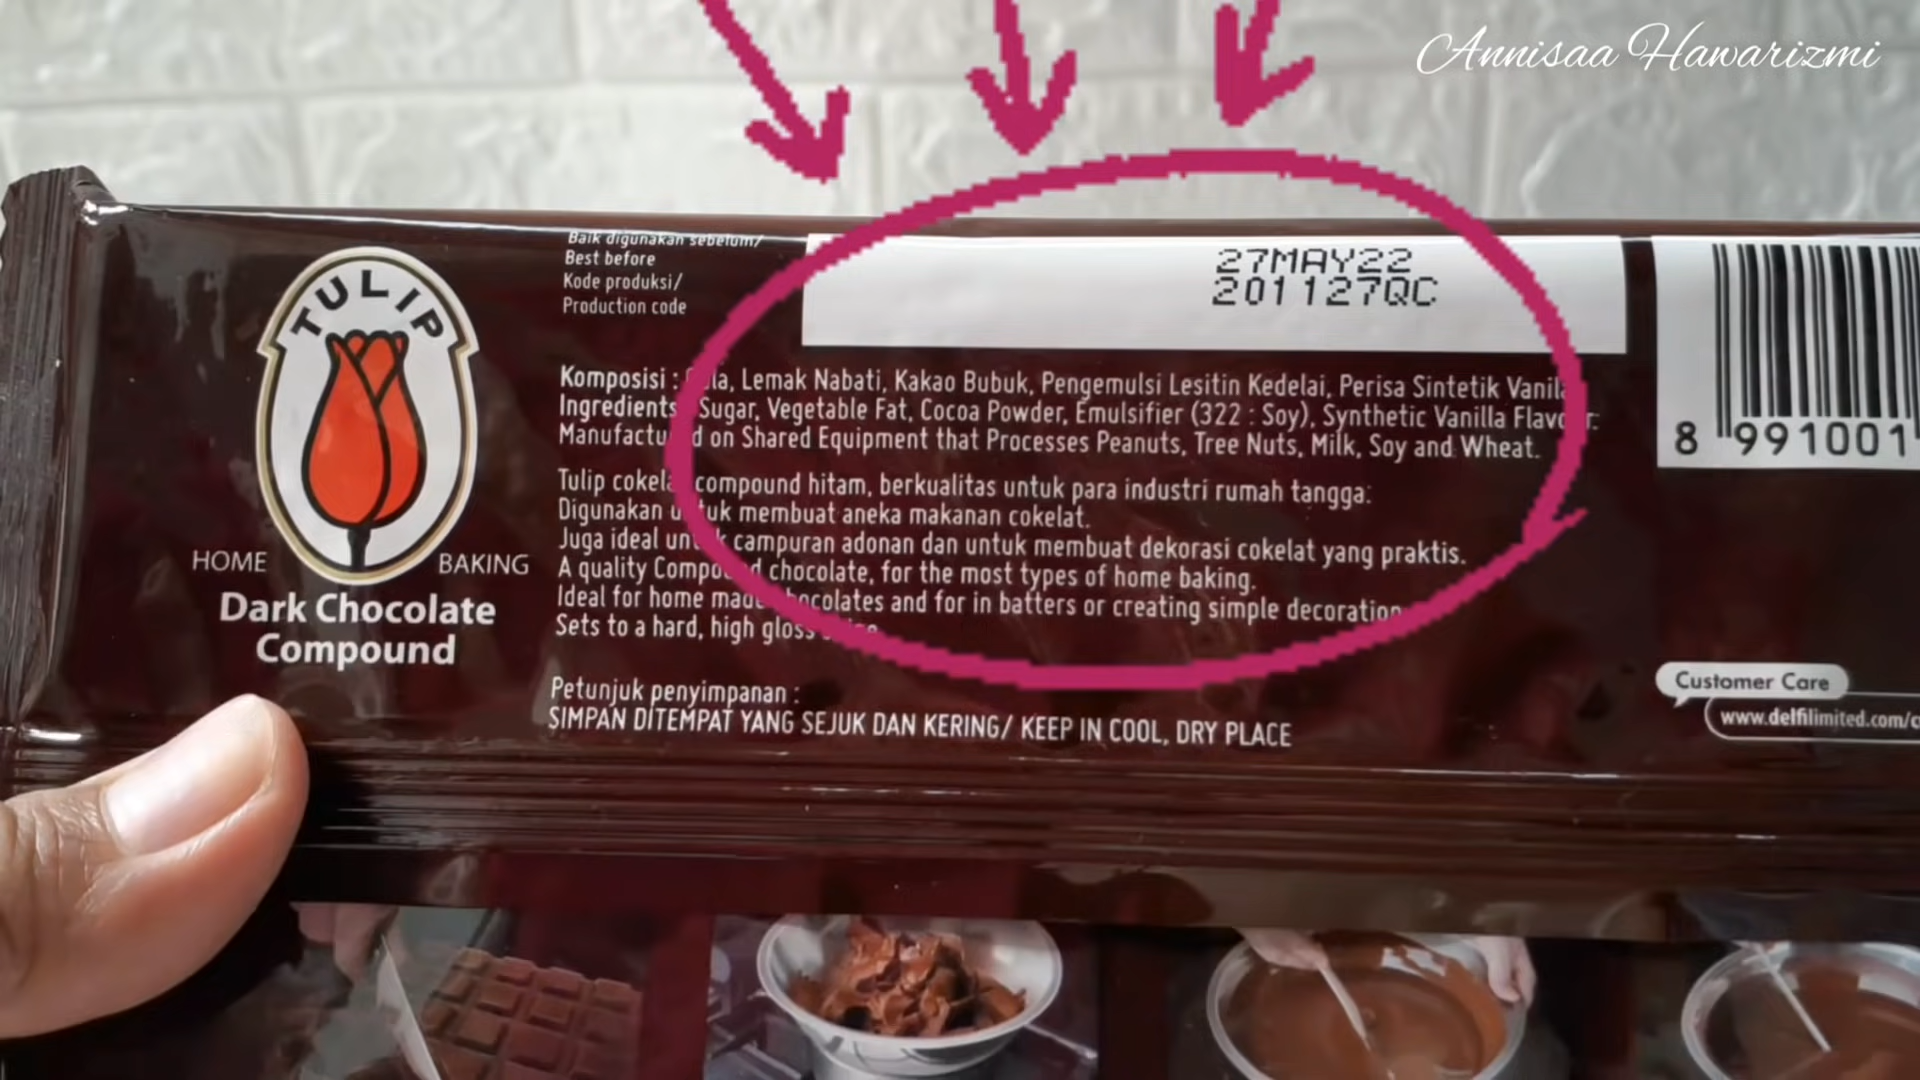 Annisaa Hawarizmi
TULIP
HOME BAKING
Dark Chocolate
Compound
Baik digunakan sebelum/
Best before
Kode produksi/
Production code
27MAY22
201127QC
Komposisi : Lemak Nabati, Kakao Bubuk, Pengemulsi Lesitin Kedelai, Perisa Sintetik
Ingredients Sugar, Vegetable Fat, Cocoa Powder, Emulsifier (322 : Soy), Synthetic Vanilla
on Shared Equipment that Processes Peanuts, Tree Nuts, Milk, Soy and Wheat.
Tulip compound hitam, berkualitas untuk para industri rumah tangga:
Digunakan membuat aneka makanan cokelat.
Juga ideal campuran adonan dan untuk membuat dekorasi cokelat yang praktis.
A quality chocolate, for the most types of home baking.
Ideal for home and for in batters or creating simple
Sets to a hard, high gloss
Petunjuk penyimpanan :
SIMPAN DITEMPAT YANG SEJUK DAN KERING/ KEEP IN COOL, DRY PLACE
8 991001
Customer Care
www.delfilimited.com/c